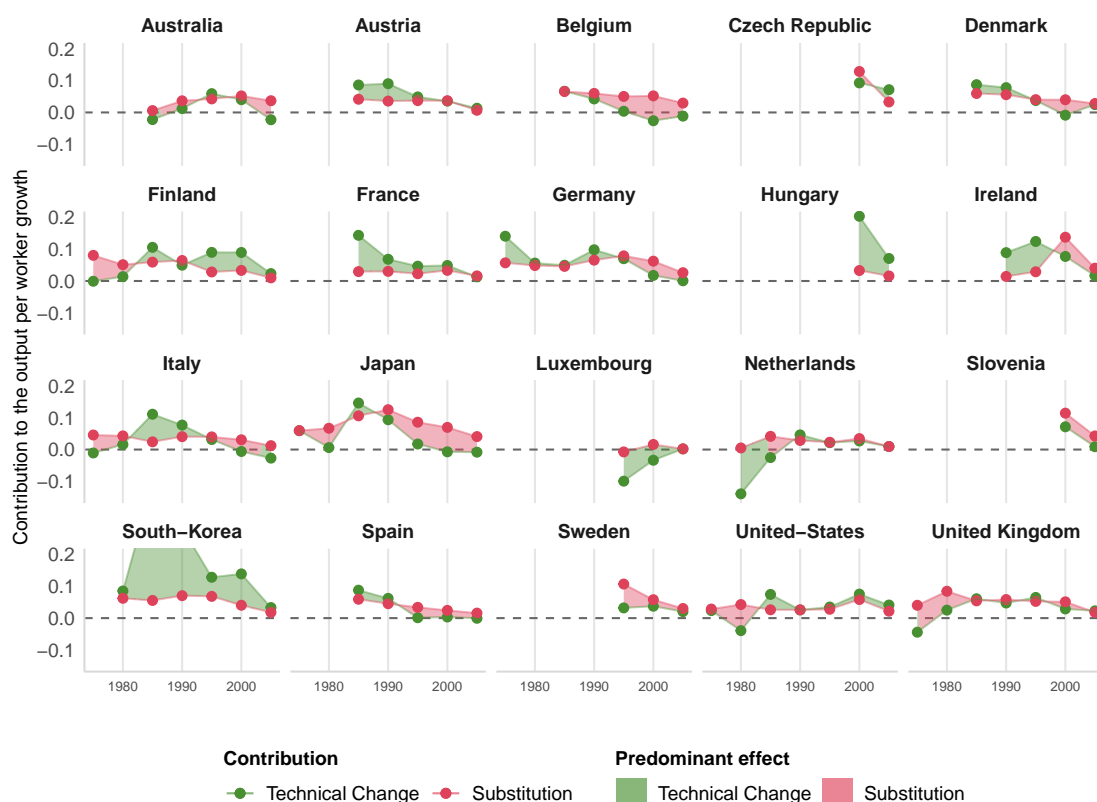 Australia Austria Belgium Czech Republic Denmark
0.2
0.1
0.0
−0.1
Finland France Germany Hungary Ireland
0.2
0.1
0.0
−0.1
Italy Japan Luxembourg Netherlands Slovenia
0.2
0.1
0.0
−0.1
South−Korea Spain Sweden United−States United Kingdom
0.2
0.1
0.0
−0.1
1980 1990 2000 1980 1990 2000 1980 1990 2000 1980 1990 2000 1980 1990 2000
Contribution to the output per worker growth
Contribution Predominant effect
Technical Change Substitution Technical Change Substitution